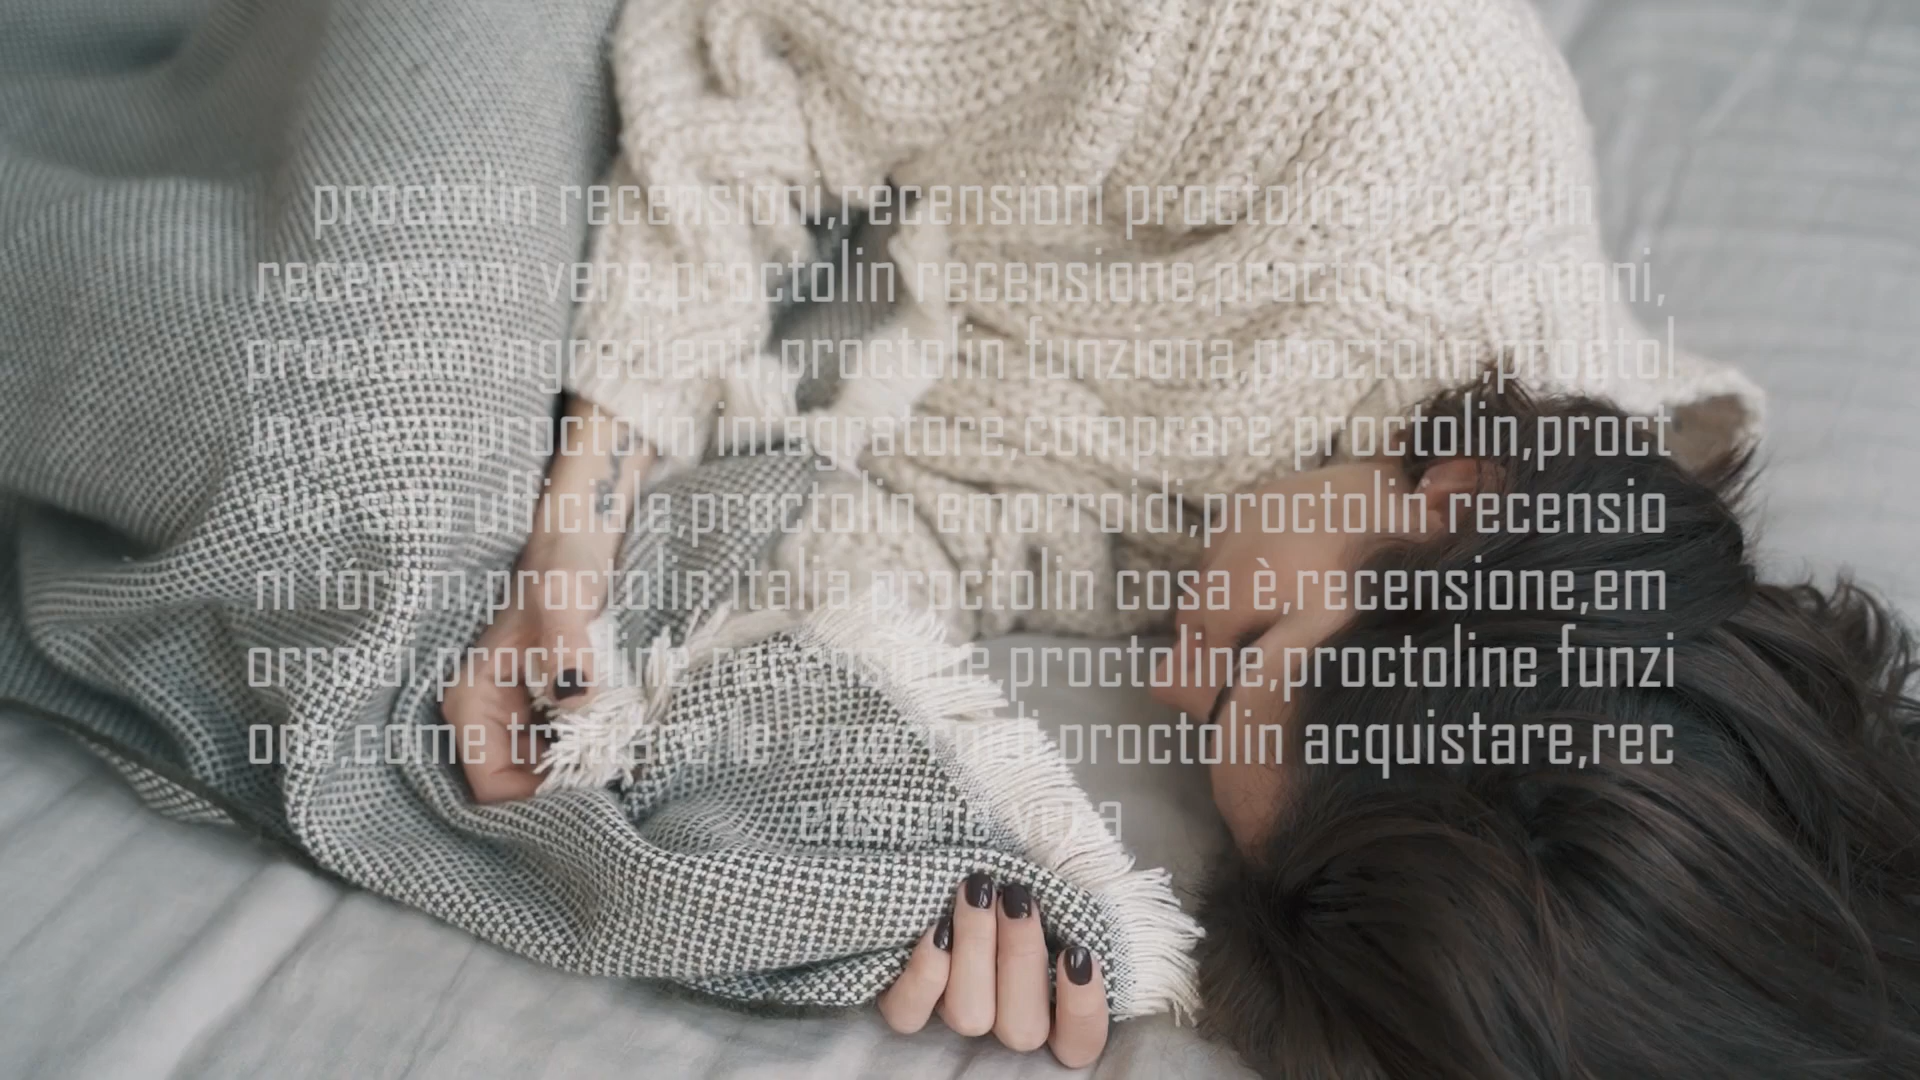 proctolin recensioni,recensioni proctolin,proctolin
recensioni vere,proctolin recensione,proctolin opinioni,
proctolin ingredienti,proctolin funziona,proctolin,proctol
in prezzo,proctolin integratore,comprare proctolin,proct
olin sito ufficiale,proctolin emorroidi,proctolin recensio
ni forum,proctolin italia,proctolin cosa è,recensione,em
orroidi,proctoline recensione,proctoline,proctoline funzi
ona,come trattare le emorroidi,proctolin acquistare,rec
ensione vera